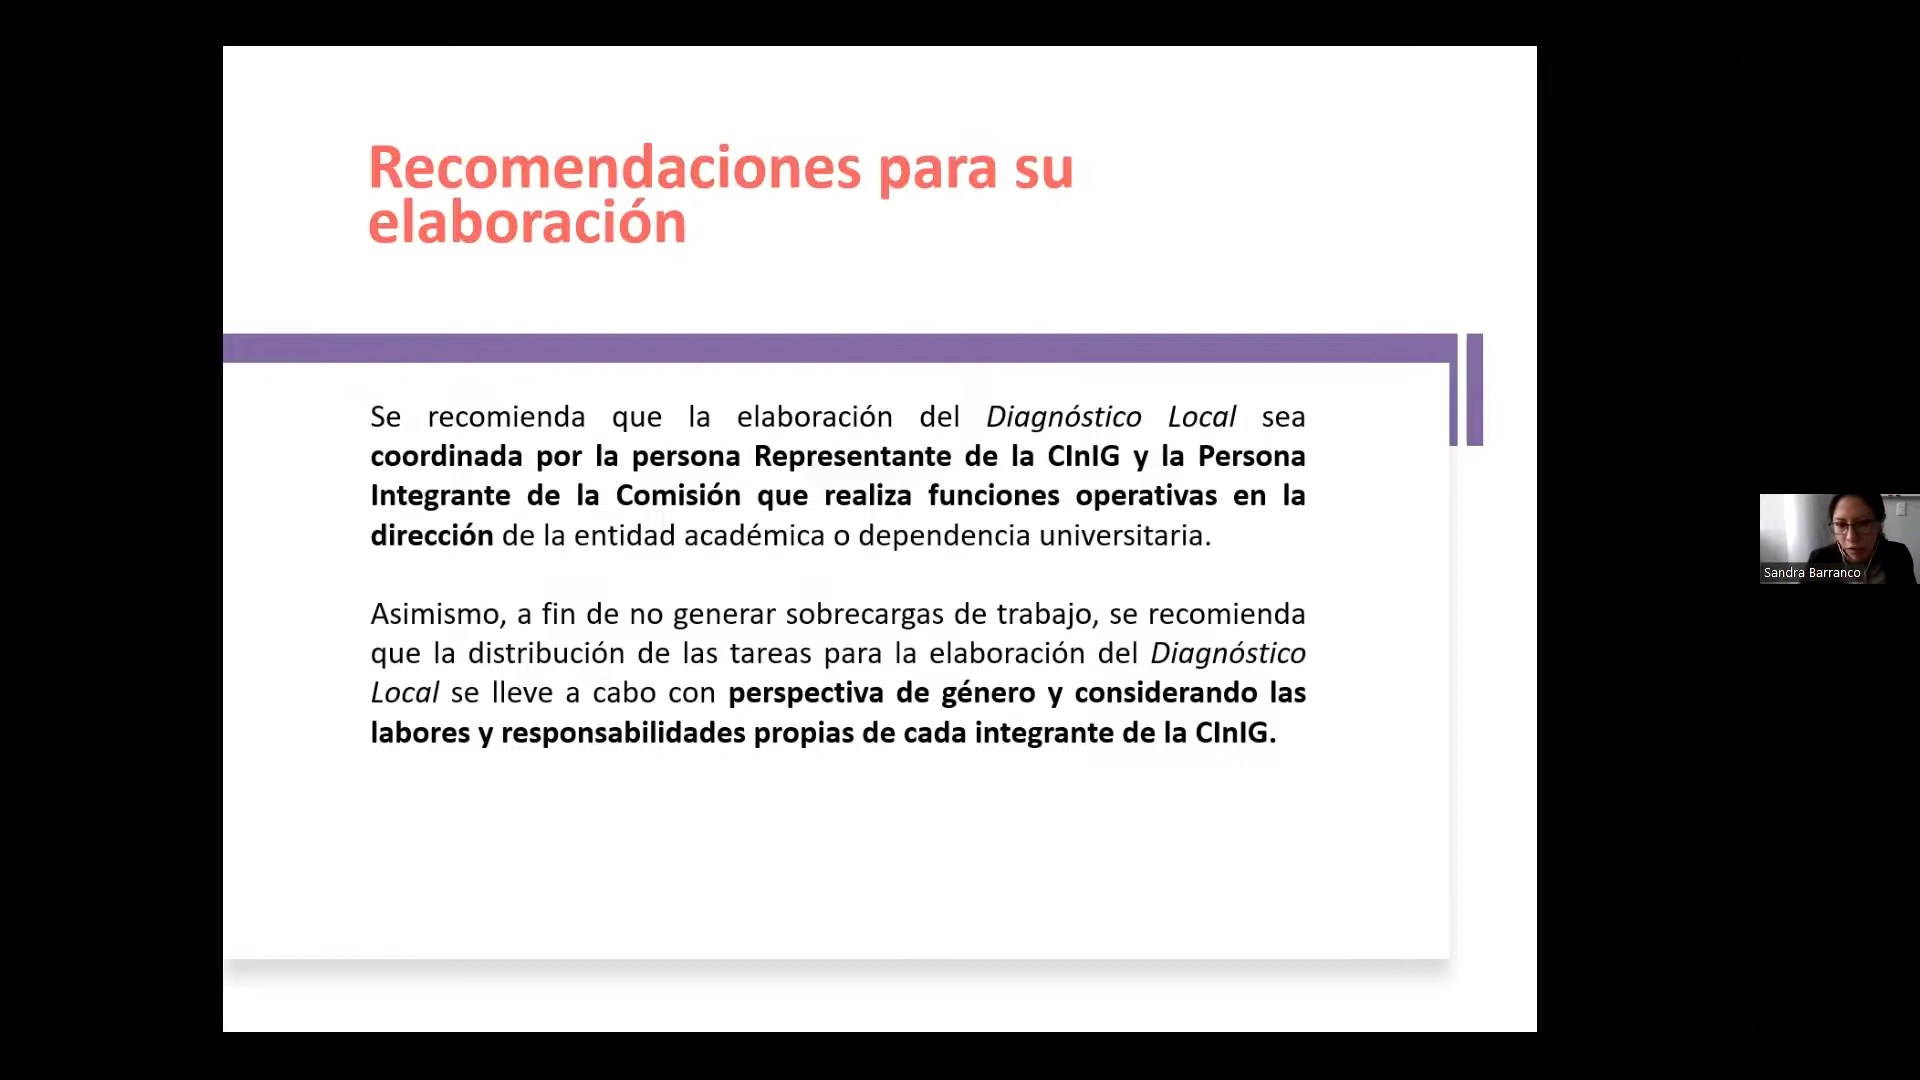 Recomendaciones para su
elaboración
Se recomienda que la elaboración del Diagnóstico Local sea
coordinada por la persona Representante de la CInIG y la Persona
Integrante de la Comisión que realiza funciones operativas en la
dirección de la entidad académica o dependencia universitaria.
Asimismo, a fin de no generar sobrecargas de trabajo, se recomienda
que la distribución de las tareas para la elaboración del Diagnóstico
Local se lleve a cabo con perspectiva de género y considerando las
labores y responsabilidades propias de cada integrante de la CInIG.
Sandra Barranco